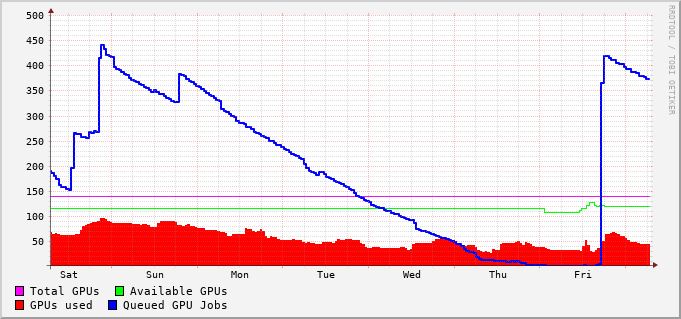 RRDTOOL / TOBI OETIKER
500
450
400
350
300
250
200
150
100
50
Sat Sun Mon Tue Wed Thu Fri
Total GPUs Available GPUs
GPUs used Queued GPU Jobs